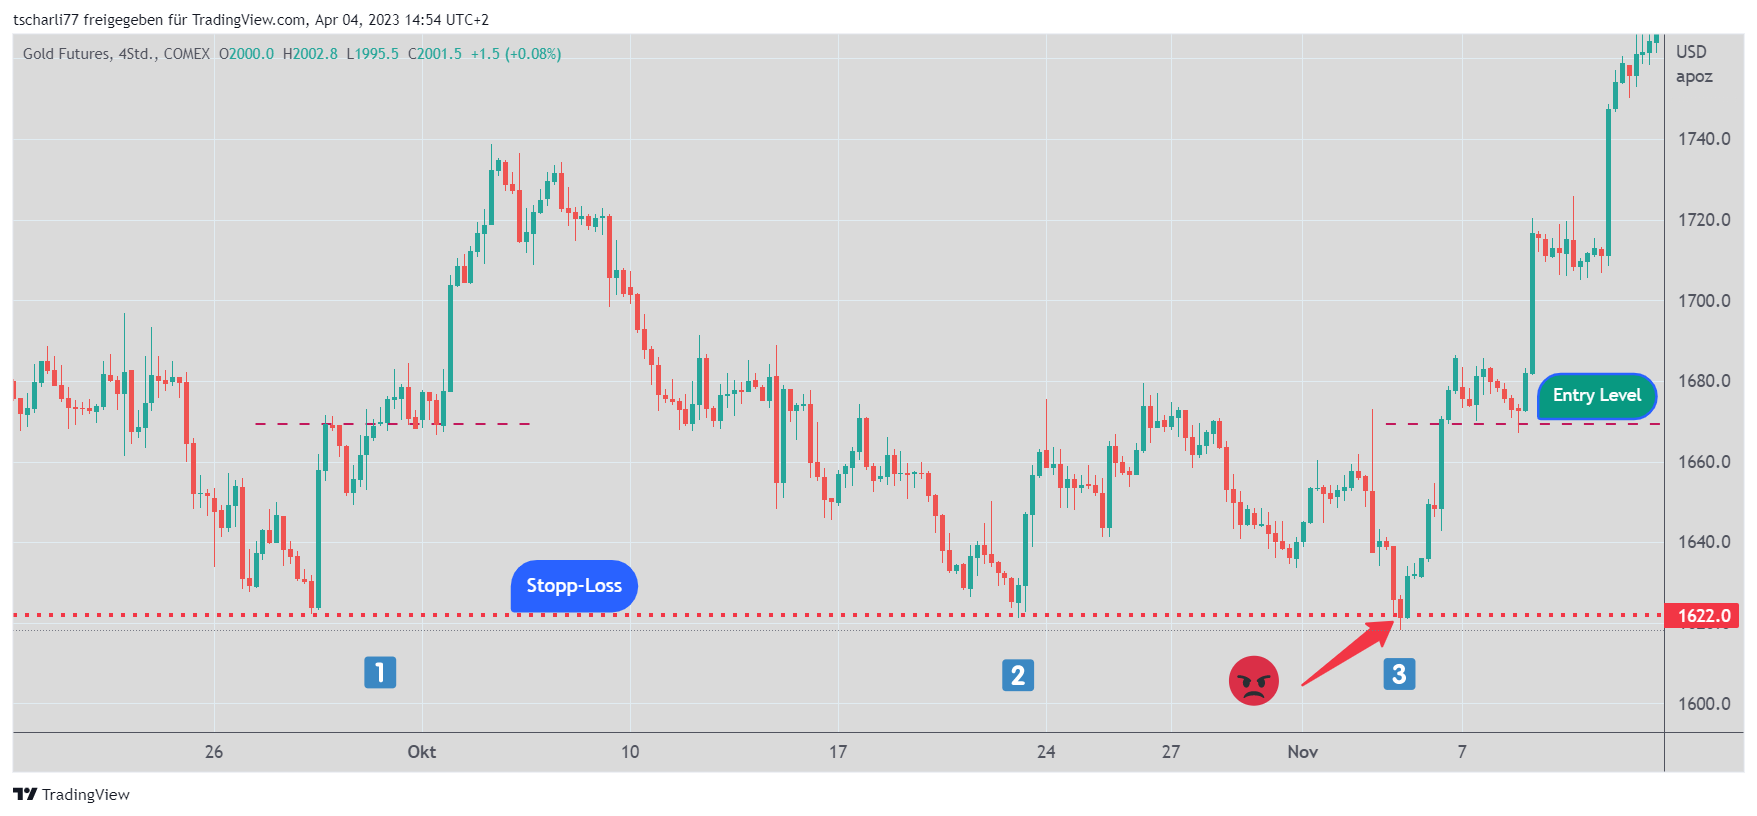 tscharli77 freigegeben für TradingView.com, Apr 04, 2023 14:54 UTC+2
Gold Futures, 4Std., COMEX O2000.0 H2002.8 L1995.5 C2001.5 +1.5 (+0.08%)
USD
apoz
1740.0
1720.0
1700.0
1680.0
Entry Level
1660.0
1640.0
Stopp-Loss
1622.0
1
2
3
1600.0
26 Okt 10 17 24 27 Nov 7
TradingView